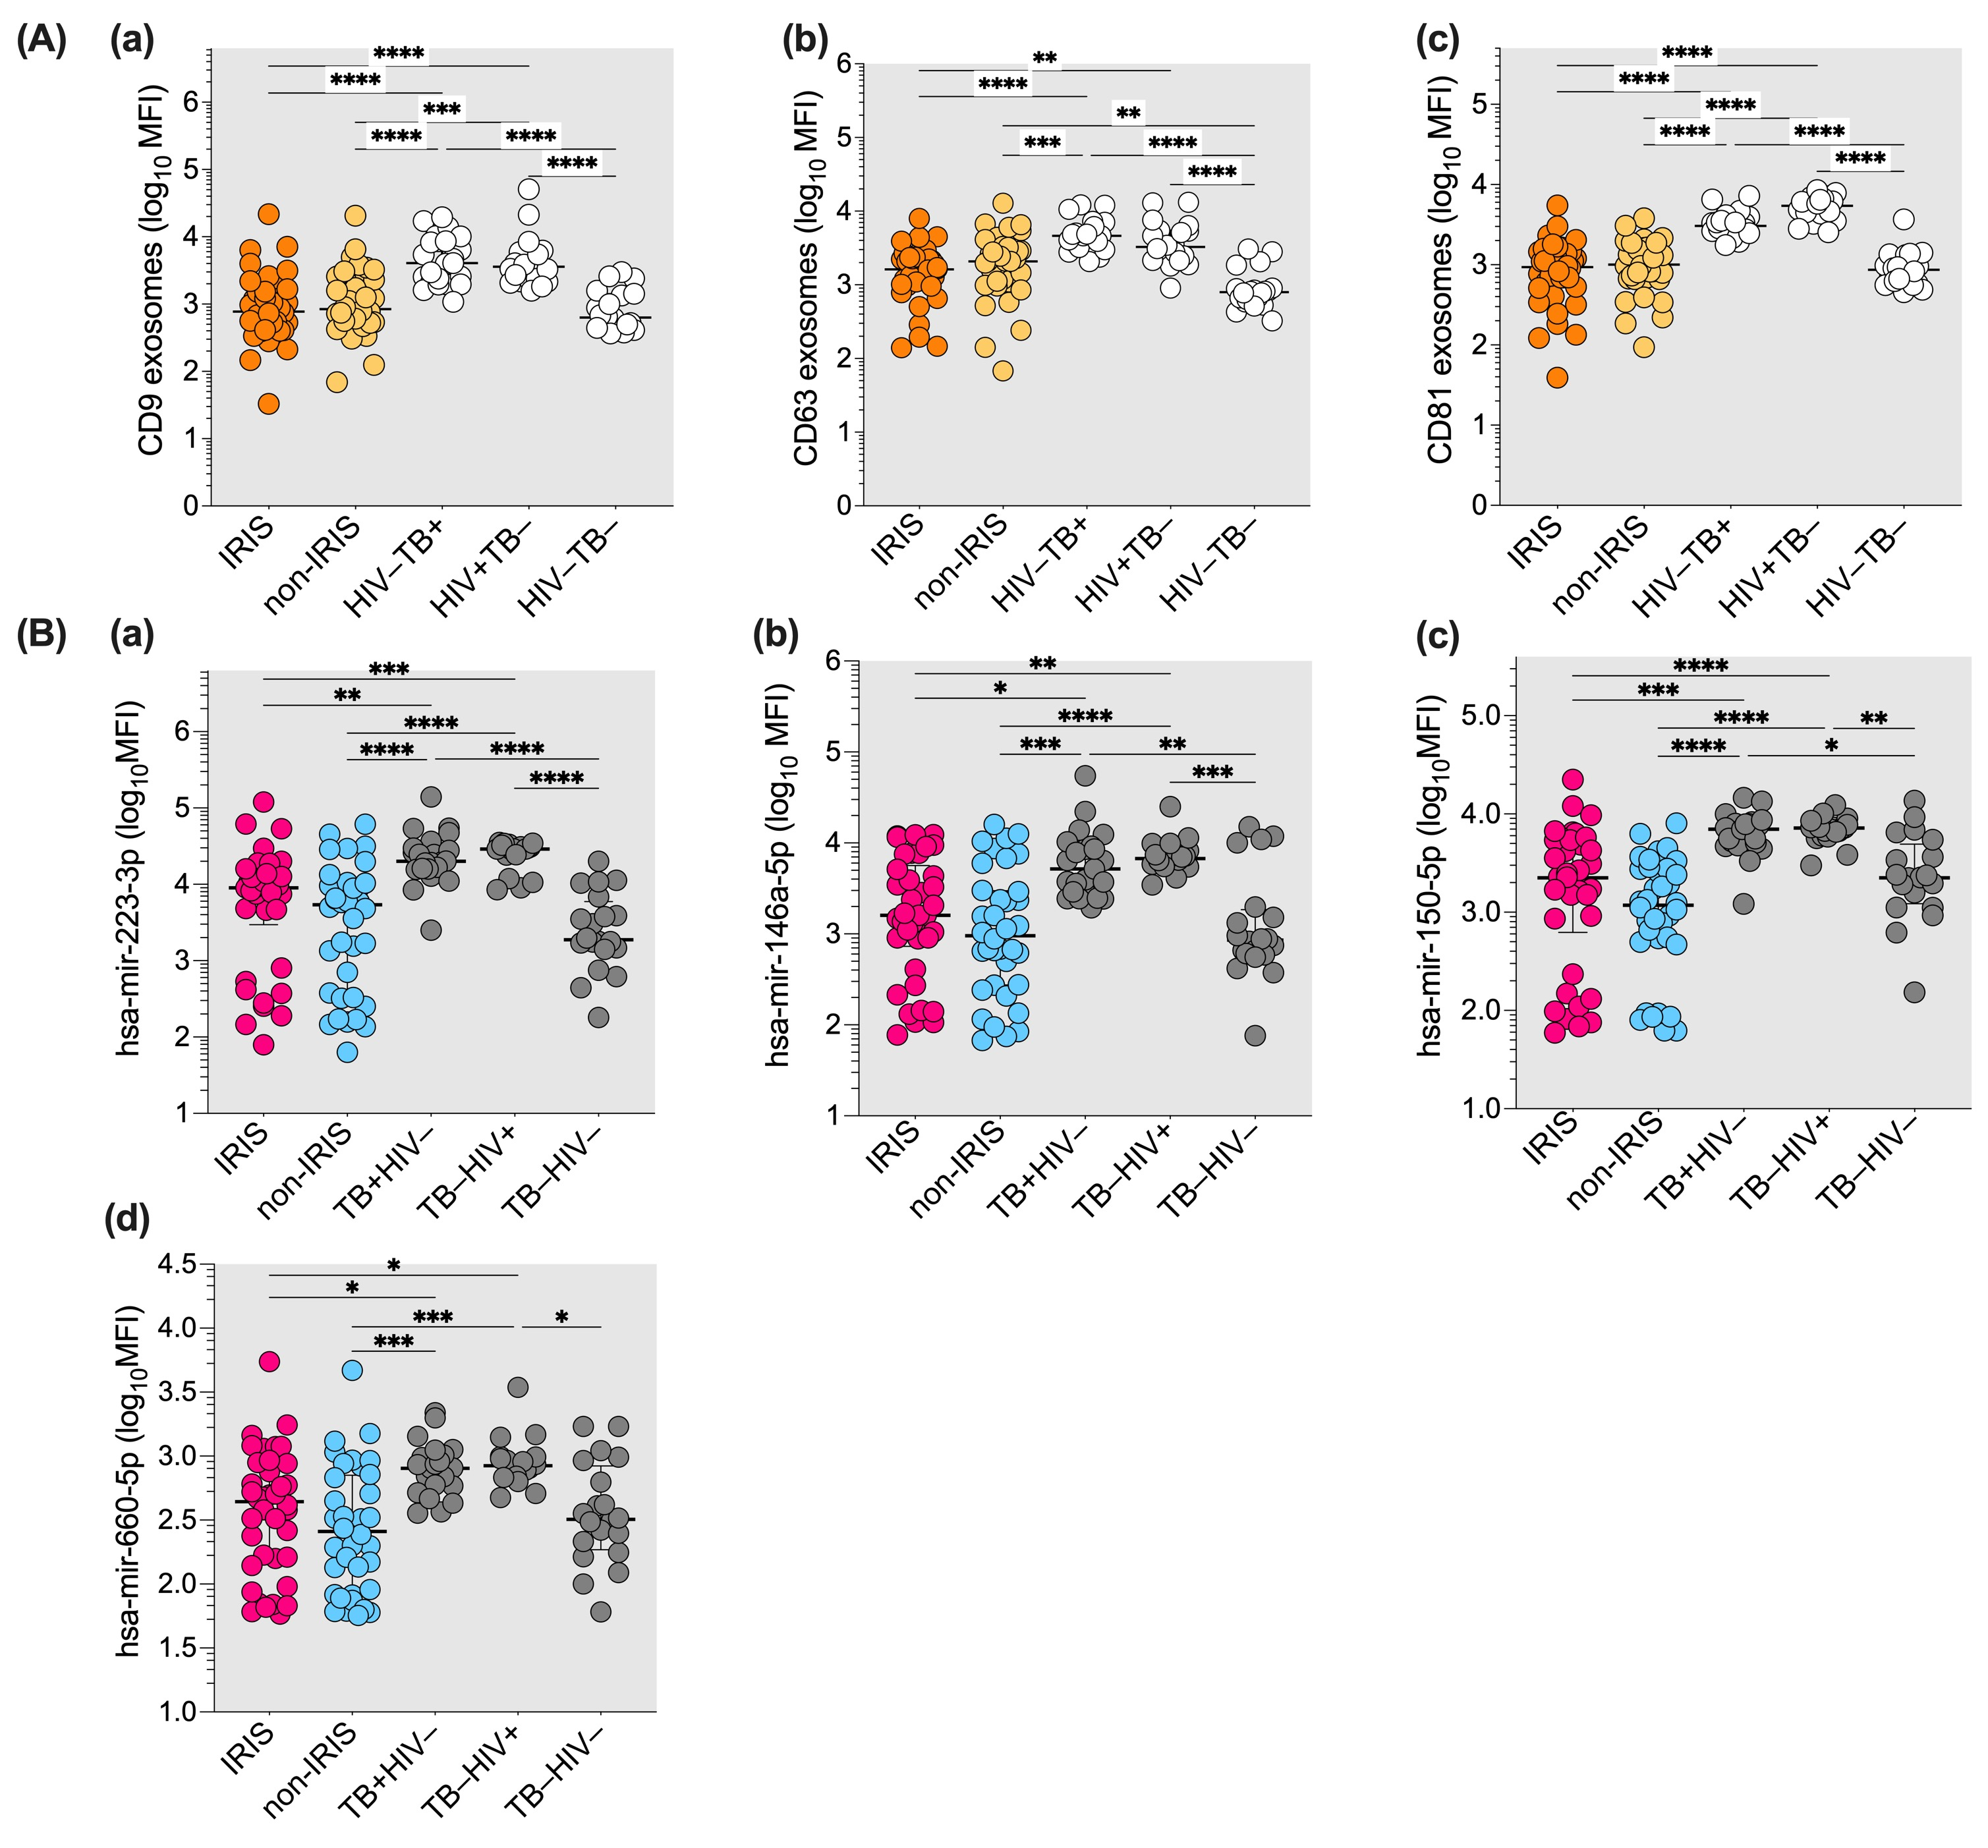 (A) (a) (b) (c)
CD9 exosomes (log10 MFI)
6
5
4
3
2
1
0
**** **** *** **** **** ****
IRIS non-IRIS HIV–TB+ HIV+TB– HIV–TB–
CD63 exosomes (log10 MFI)
6
5
4
3
2
1
0
** **** ** *** **** ****
IRIS non-IRIS HIV–TB+ HIV+TB– HIV–TB–
CD81 exosomes (log10 MFI)
5
4
3
2
1
0
**** **** **** **** **** ****
IRIS non-IRIS HIV–TB+ HIV+TB– HIV–TB–
(B) (a) (b) (c)
hsa-mir-223-3p (log10MFI)
6
5
4
3
2
1
*** ** **** **** **** ****
IRIS non-IRIS TB+HIV– TB–HIV+ TB–HIV–
hsa-mir-146a-5p (log10 MFI)
6
5
4
3
2
1
** * **** *** ** ***
IRIS non-IRIS TB+HIV– TB–HIV+ TB–HIV–
hsa-mir-150-5p (log10MFI)
5.0
4.0
3.0
2.0
1.0
**** *** **** ** **** *
IRIS non-IRIS TB+HIV– TB–HIV+ TB–HIV–
(d)
hsa-mir-660-5p (log10MFI)
4.5
4.0
3.5
3.0
2.5
2.0
1.5
1.0
* * *** * ***
IRIS non-IRIS TB+HIV– TB–HIV+ TB–HIV–